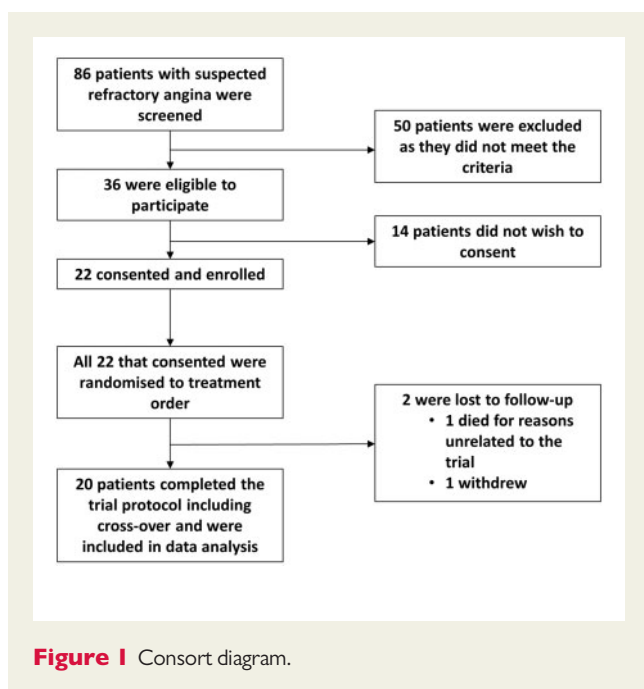 86 patients with suspected
refractory angina were
screened
50 patients were excluded
as they did not meet the
criteria
36 were eligible to
participate
14 patients did not wish to
consent
22 consented and enrolled
All 22 that consented were
randomised to treatment
order
2 were lost to follow-up
• 1 died for reasons
unrelated to the
trial
• 1 withdrew
20 patients completed the
trial protocol including
cross-over and were
included in data analysis
Figure 1 Consort diagram.